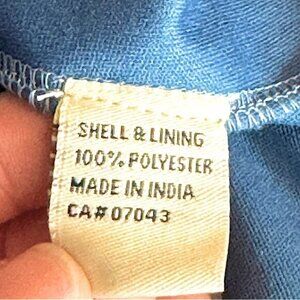 SHELL & LINING
100% POLYESTER
MADE IN INDIA
CA# 07043